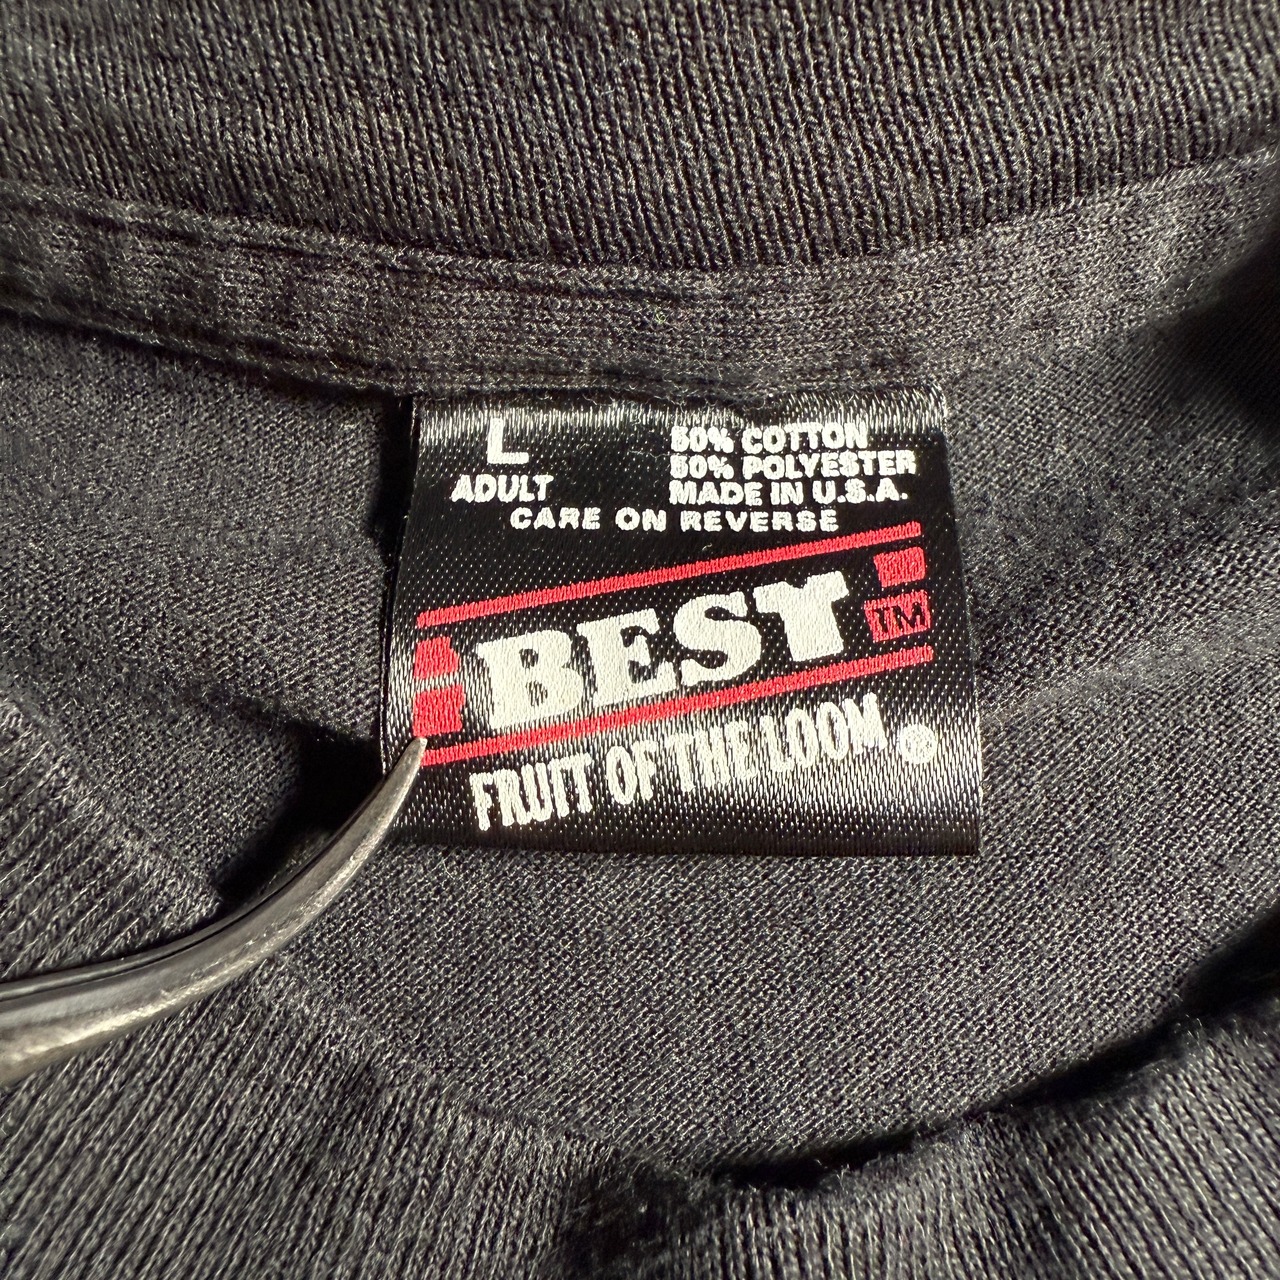 L
ADULT
50% COTTON
50% POLYESTER
MADE IN U.S.A.
CARE ON REVERSE
BEST TM
FRUIT OF THE LOOM ®